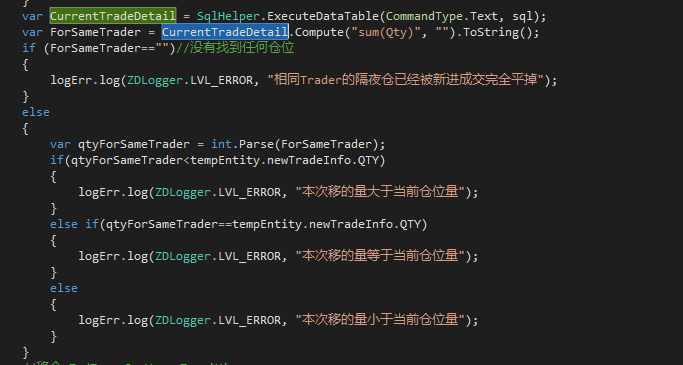 }
var CurrentTradeDetail = SqlHelper.ExecuteDataTable(CommandType.Text, sql);
var ForSameTrader = CurrentTradeDetail.Compute("sum(Qty)", "").ToString();
if (ForSameTrader=="")//没有找到任何仓位
{
logErr.log(ZDLogger.LVL_ERROR, "相同Trader的隔夜仓已经被新进成交完全平掉");
}
else
{
var qtyForSameTrader = int.Parse(ForSameTrader);
if(qtyForSameTrader<tempEntity.newTradeInfo.QTY)
{
logErr.log(ZDLogger.LVL_ERROR, "本次移的量大于当前仓位量");
}
else if(qtyForSameTrader==tempEntity.newTradeInfo.QTY)
{
logErr.log(ZDLogger.LVL_ERROR, "本次移的量等于当前仓位量");
}
else
{
logErr.log(ZDLogger.LVL_ERROR, "本次移的量小于当前仓位量");
}
}